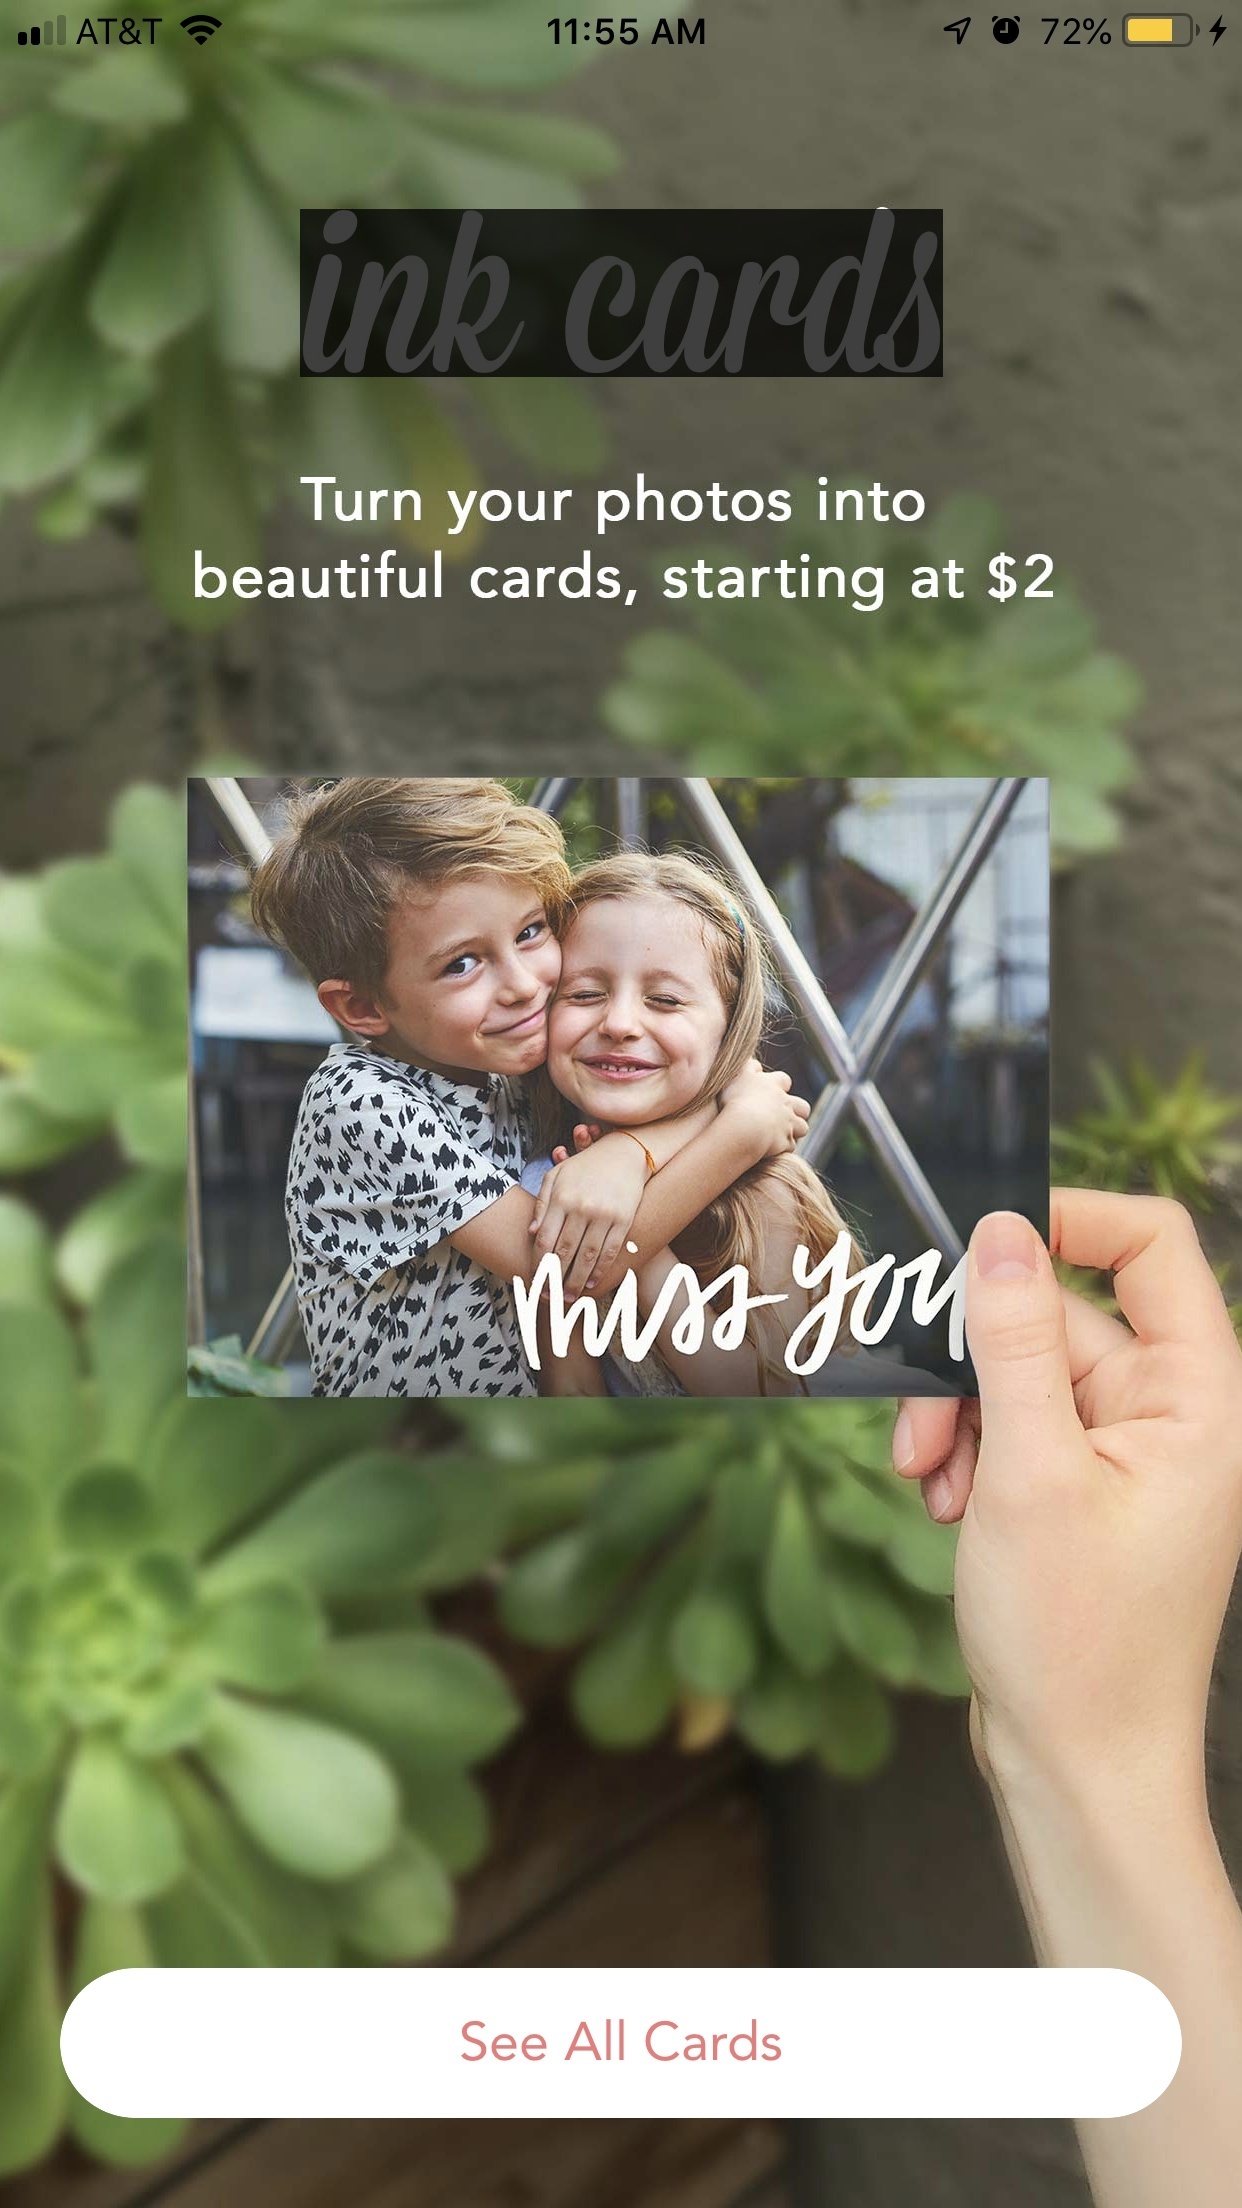 AT&T 11:55 AM 72%
ink cards
Turn your photos into
beautiful cards, starting at $2
miss you
See All Cards